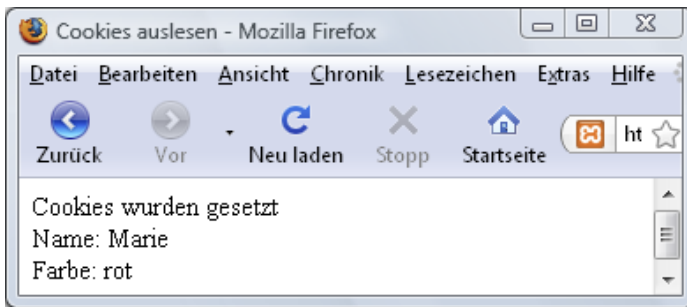 Cookies auslesen - Mozilla Firefox
Datei Bearbeiten Ansicht Chronik Lesezeichen Extras Hilfe
Zurück Vor Neu laden Stopp Startseite ht
Cookies wurden gesetzt
Name: Marie
Farbe: rot